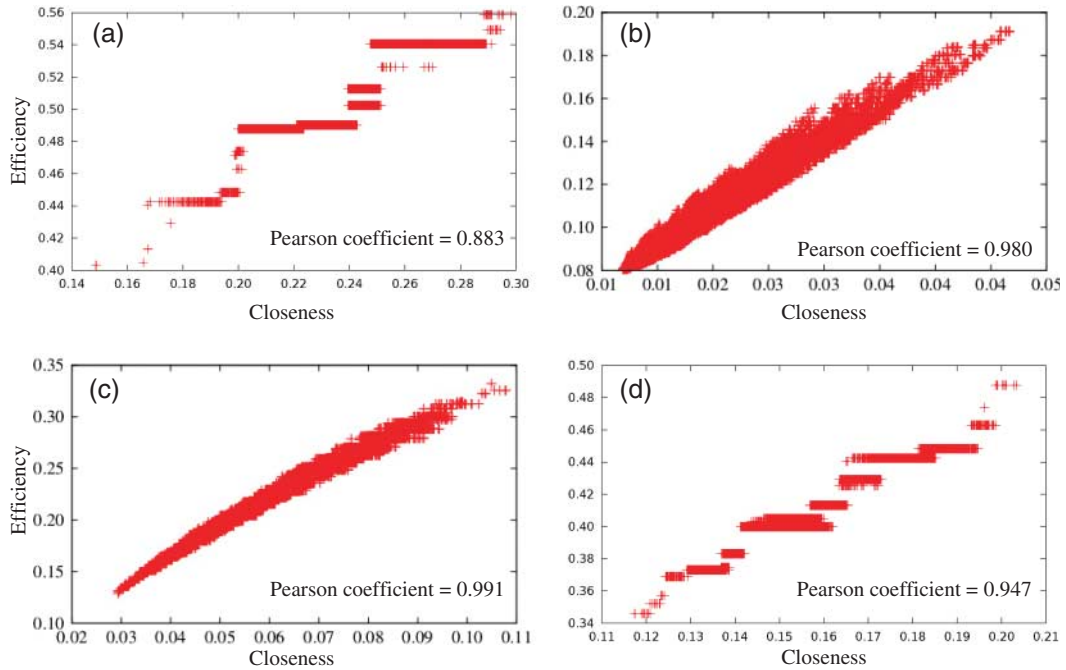 (a)
Efficiency
0.56
0.54
0.52
0.50
0.48
0.46
0.44
0.42
0.40
Pearson coefficient = 0.883
0.14 0.16 0.18 0.20 0.22 0.24 0.26 0.28 0.30
Closeness
(b)
0.20
0.18
0.16
0.14
0.12
0.10
0.08
Pearson coefficient = 0.980
0.01 0.01 0.02 0.03 0.03 0.04 0.04 0.04 0.05
Closeness
(c)
Efficiency
0.35
0.30
0.25
0.20
0.15
0.10
Pearson coefficient = 0.991
0.02 0.03 0.04 0.05 0.06 0.07 0.08 0.09 0.10 0.11
Closeness
(d)
0.50
0.48
0.46
0.44
0.42
0.40
0.38
0.36
0.34
Pearson coefficient = 0.947
0.11 0.12 0.13 0.14 0.15 0.16 0.17 0.18 0.19 0.20 0.21
Closeness